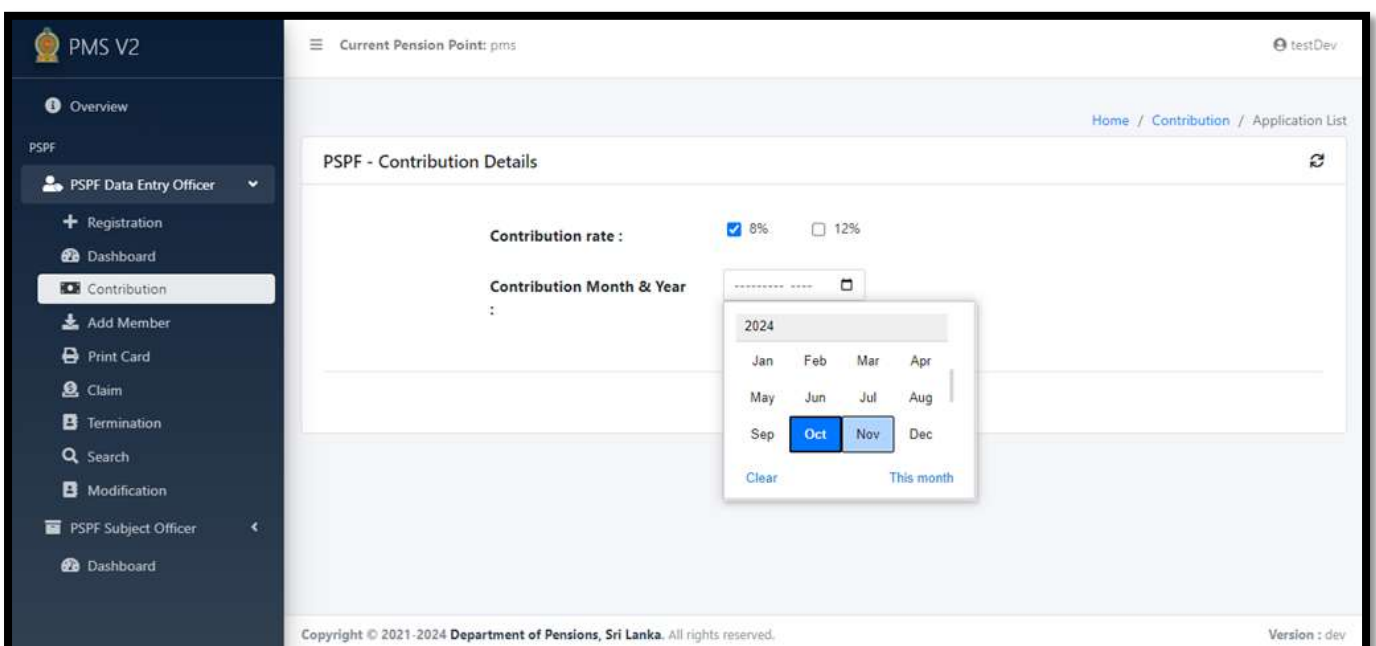 PMS V2
Current Pension Point: pms
testDev
Overview
Home / Contribution / Application List
PSPF
PSPF - Contribution Details
PSPF Data Entry Officer
Registration
Dashboard
Contribution
Add Member
Print Card
Claim
Termination
Search
Modification
PSPF Subject Officer
Dashboard
Contribution rate :
8%
12%
Contribution Month & Year
:
--------- ----
2024
Jan Feb Mar Apr
May Jun Jul Aug
Sep Oct Nov Dec
Clear
This month
Copyright © 2021-2024 Department of Pensions, Sri Lanka. All rights reserved.
Version : dev